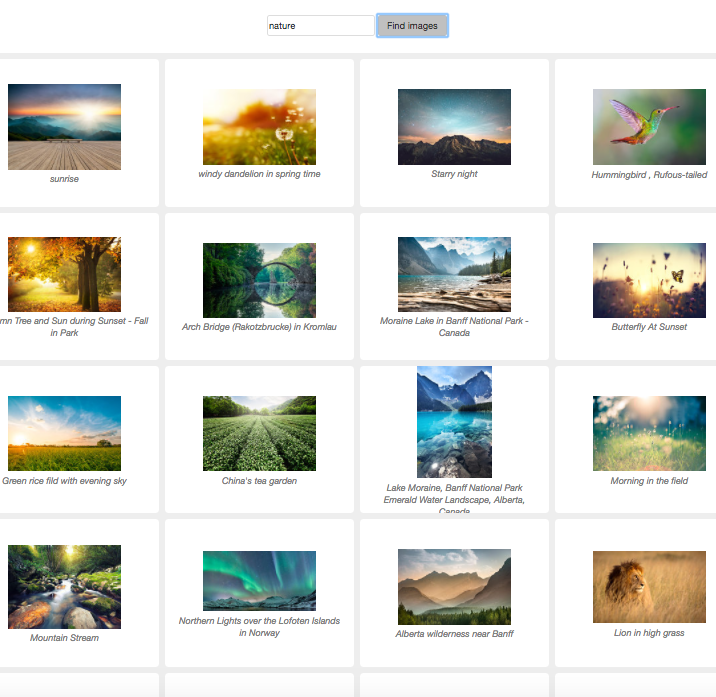 nature
Find images
sunrise
windy dandelion in spring time
Starry night
Hummingbird , Rufous-tailed
mn Tree and Sun during Sunset - Fall
in Park
Arch Bridge (Rakotzbrucke) in Kromlau
Moraine Lake in Banff National Park -
Canada
Butterfly At Sunset
Green rice fild with evening sky
China's tea garden
Lake Moraine, Banff National Park
Emerald Water Landscape, Alberta,
Canada
Morning in the field
Mountain Stream
Northern Lights over the Lofoten Islands
in Norway
Alberta wilderness near Banff
Lion in high grass